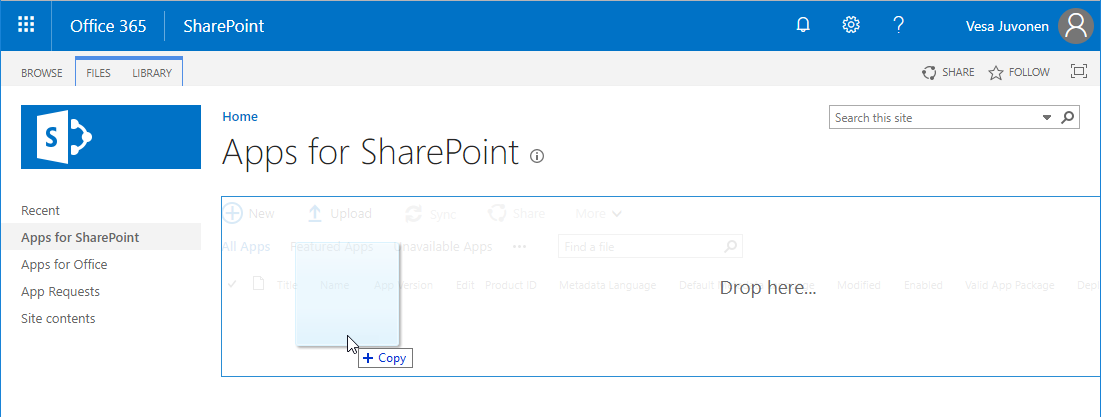 Office 365 SharePoint Vesa Juvonen
BROWSE FILES LIBRARY SHARE FOLLOW
S
Home
Search this site
Apps for SharePoint
Recent
Apps for SharePoint
Apps for Office
App Requests
Site contents
New Upload Sync Share More
All Apps Featured Apps Unavailable Apps ... Find a file
Title Name App Version Edit Product ID Metadata Language Default Modified Enabled Valid App Package
Drop here...
Copy